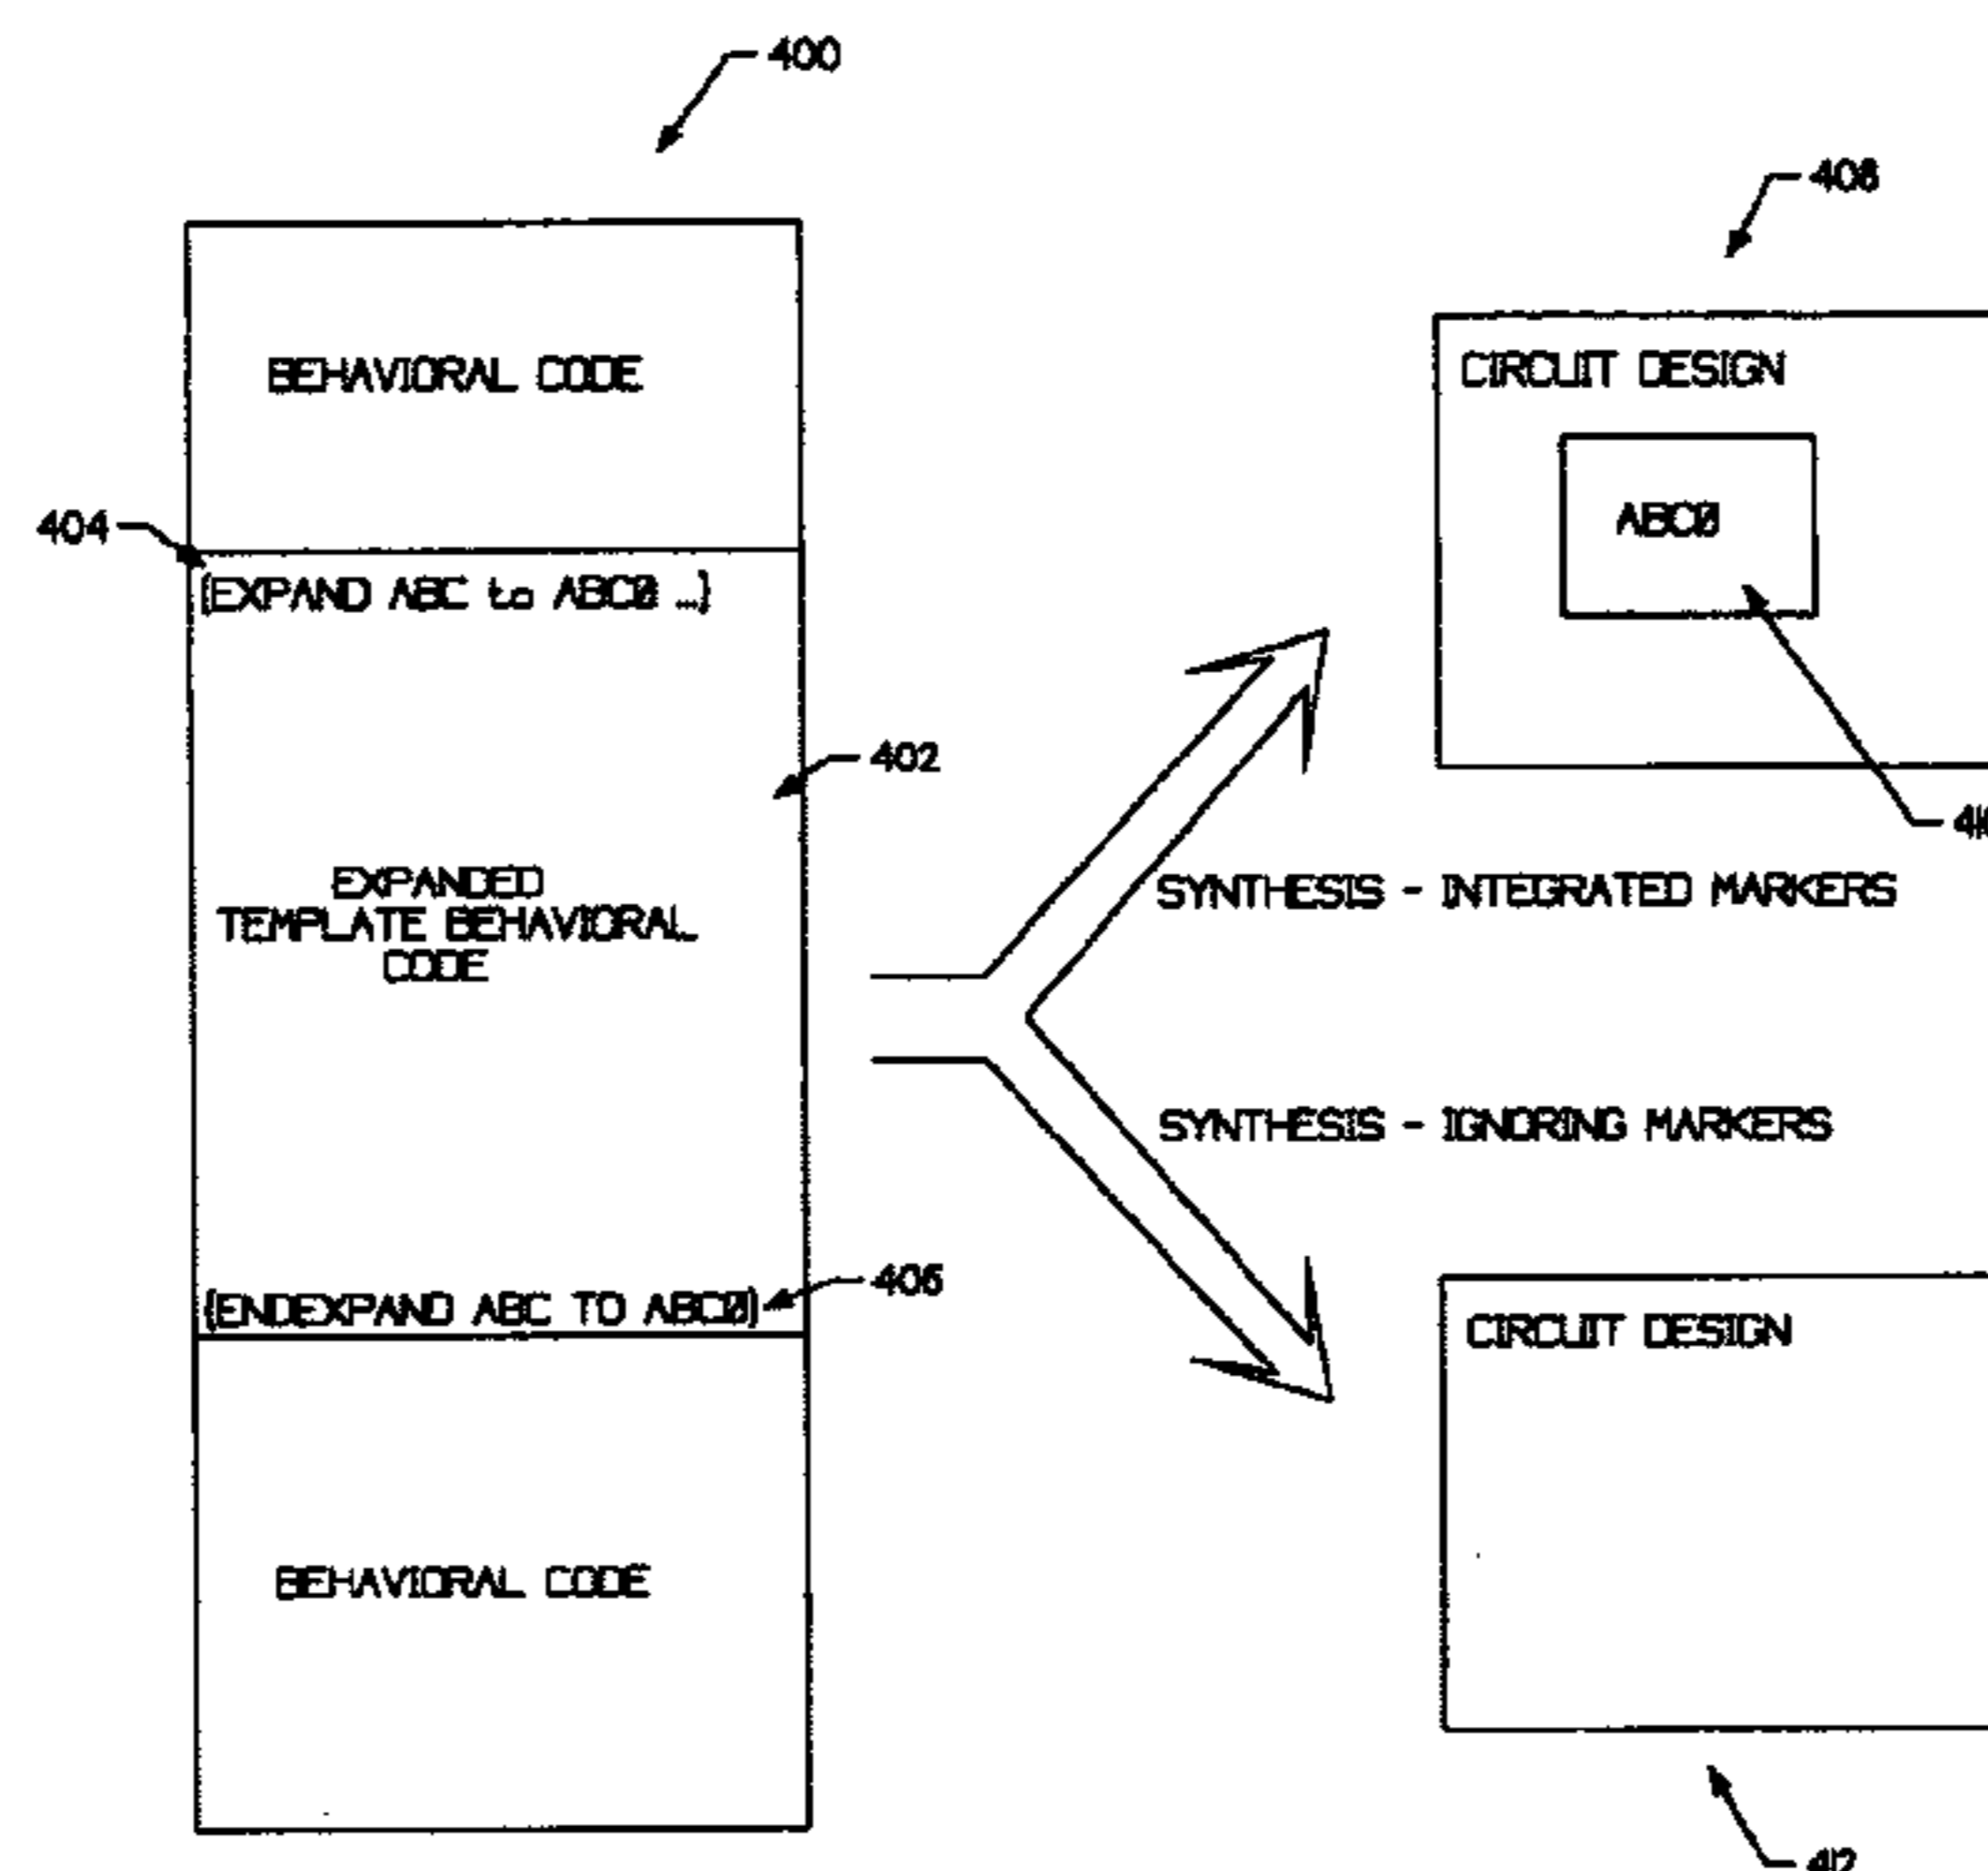 400
408
BEHAVIORAL CODE
CIRCUIT DESIGN
404
ABC0
(EXPAND ABC to ABC0 ...)
402
EXPANDED
TEMPLATE BEHAVIORAL
CODE
SYNTHESIS - INTEGRATED MARKERS
SYNTHESIS - IGNORING MARKERS
(ENDEXPAND ABC TO ABC0)
CIRCUIT DESIGN
BEHAVIORAL CODE
412